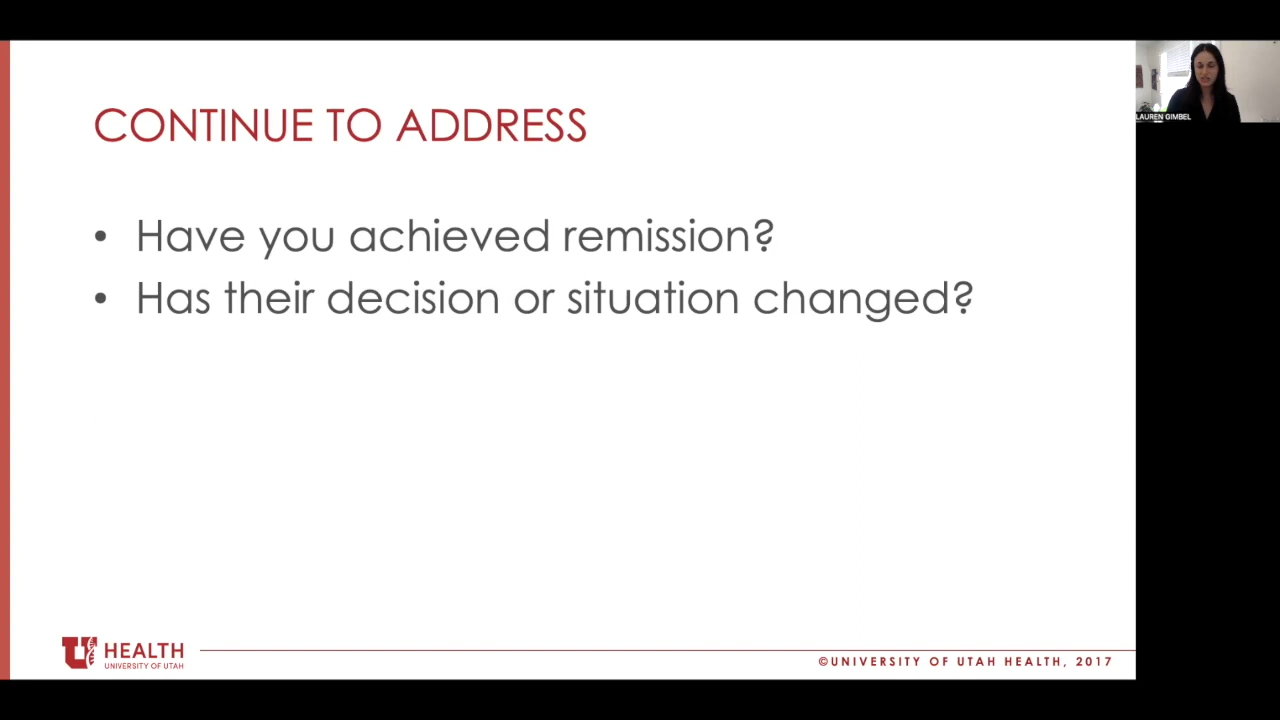 CONTINUE TO ADDRESS
• Have you achieved remission?
• Has their decision or situation changed?
LAUREN GIMBEL
U HEALTH
UNIVERSITY OF UTAH
©UNIVERSITY OF UTAH HEALTH, 2017